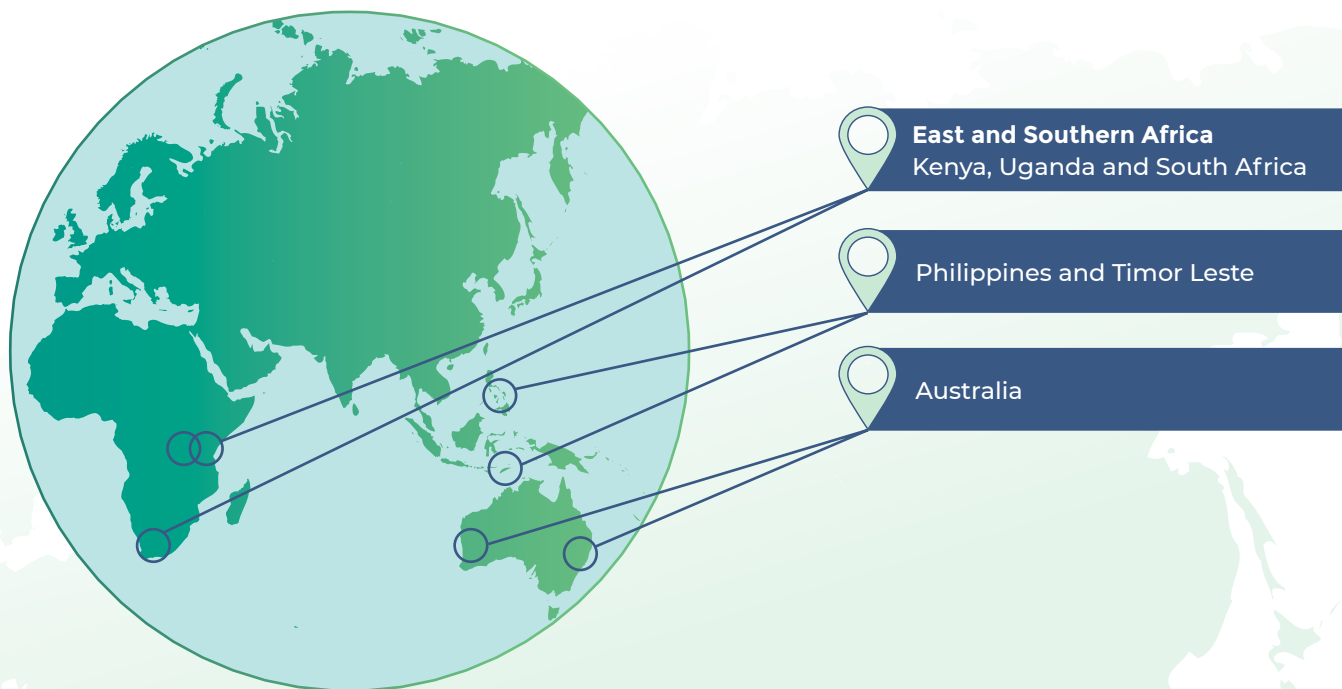 East and Southern Africa
Kenya, Uganda and South Africa
Philippines and Timor Leste
Australia